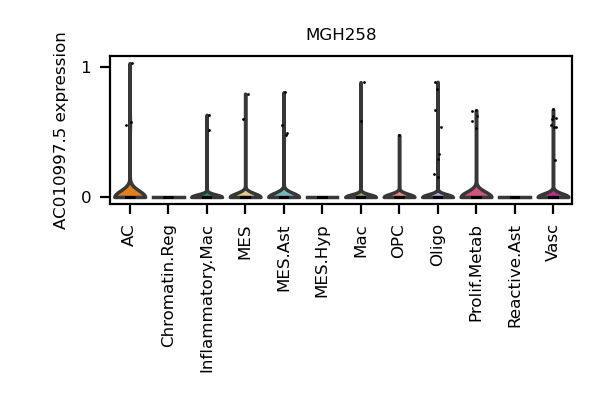 MGH258
AC010997.5 expression
1
0
AC
Chromatin.Reg
Inflammatory.Mac
MES
MES.Ast
MES.Hyp
Mac
OPC
Oligo
Prolif.Metab
Reactive.Ast
Vasc